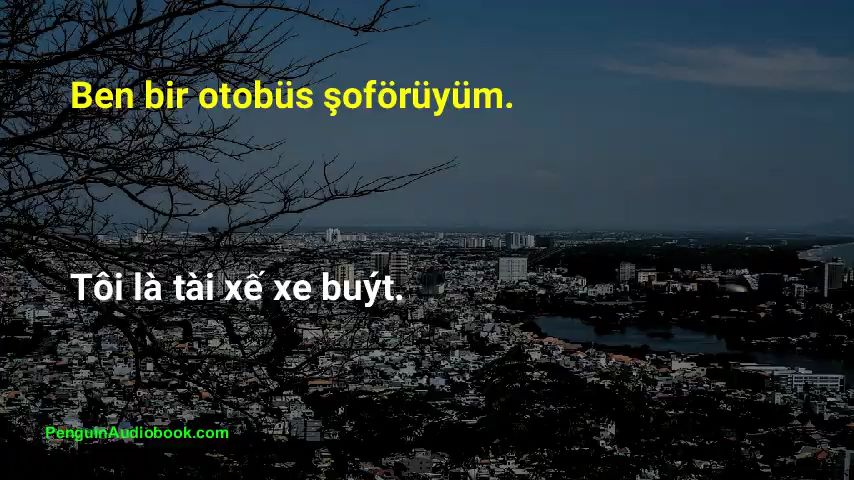 Ben bir otobüs şoförüyüm.
Tôi là tài xế xe buýt.
PenguinAudiobook.com